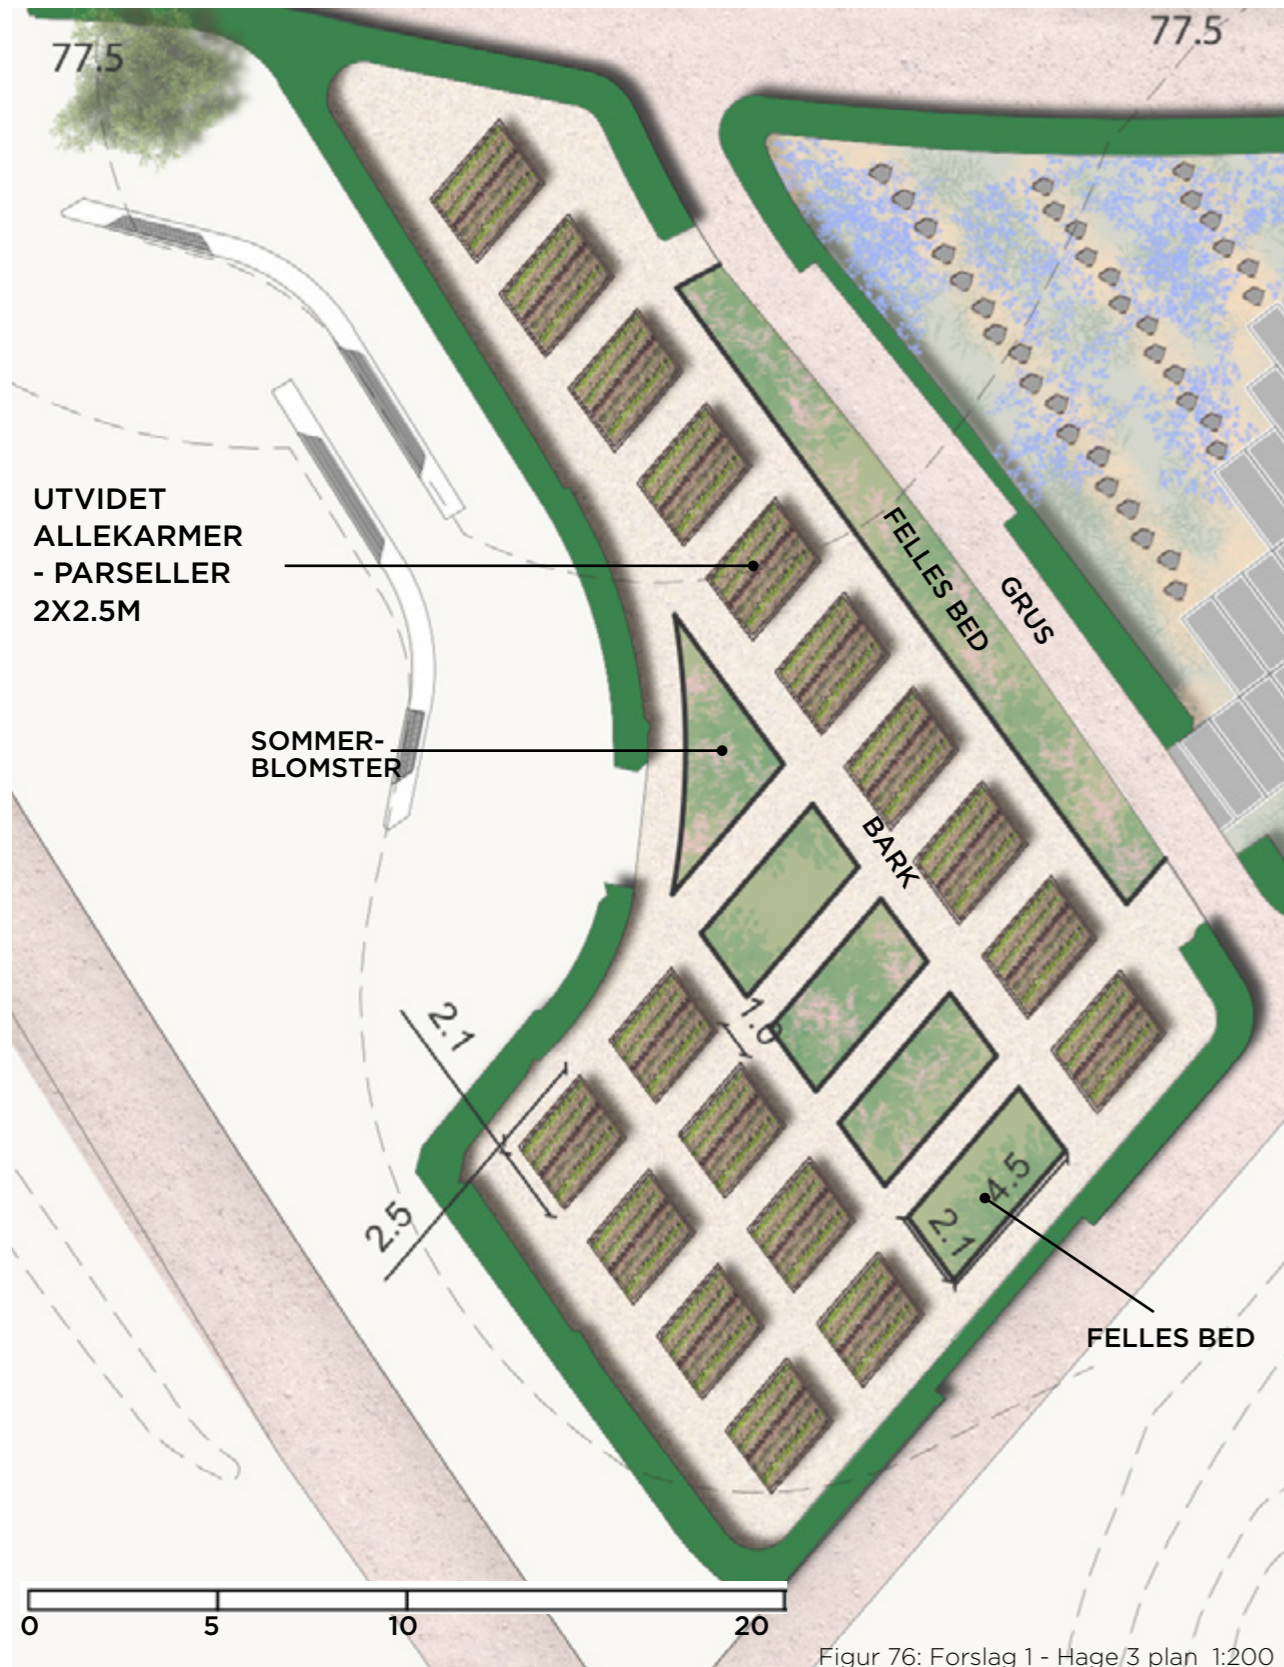 77.5
77.5
UTVIDET
ALLEKARMER
- PARSELLER
2X2.5M
FELLES BED
GRUS
SOMMER-
BLOMSTER
BARK
1.0
2.1
2.5
4.5
2.1
FELLES BED
0 5 10 20
Figur 76: Forslag 1 - Hage 3 plan 1:200